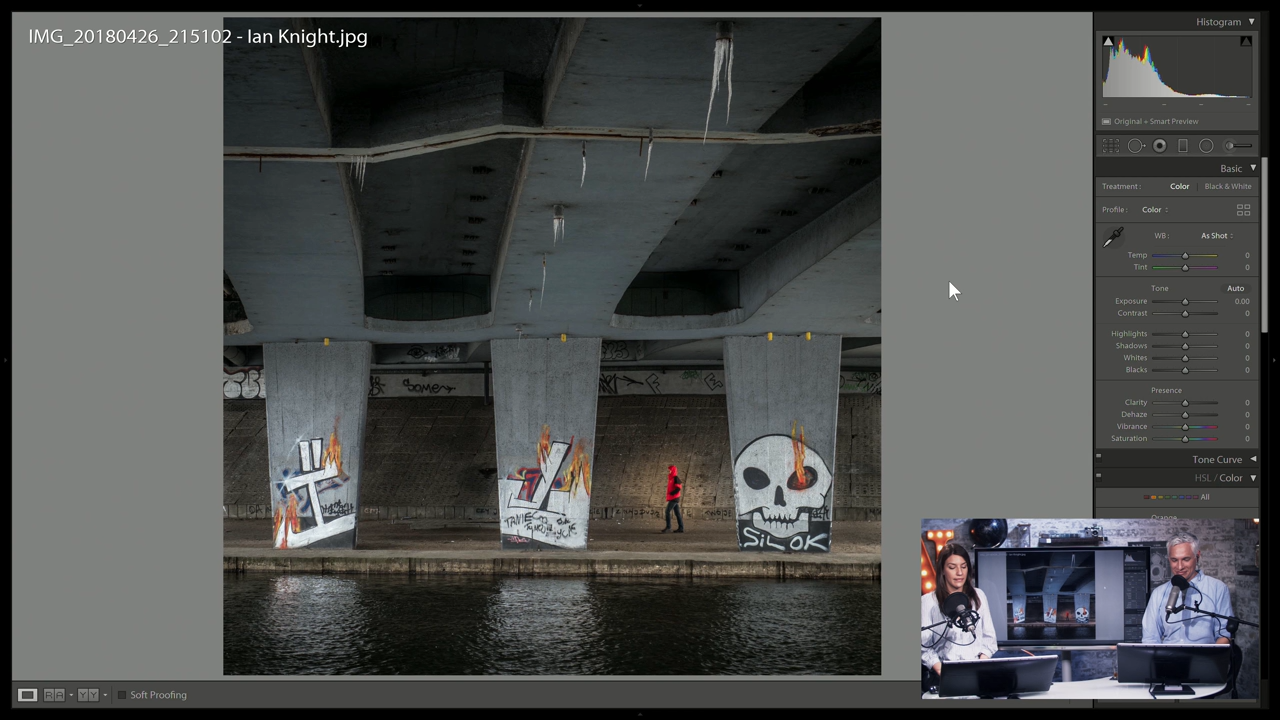 IMG_20180426_215102 - Ian Knight.jpg
Histogram
Original + Smart Preview
Basic
Treatment : Color Black & White
Profile : Color
WB : As Shot
Temp 0
Tint 0
Tone Auto
Exposure 0.00
Contrast 0
Highlights 0
Shadows 0
Whites 0
Blacks 0
Presence
Clarity 0
Dehaze 0
Vibrance 0
Saturation 0
Tone Curve
HSL / Color
All
Orange
some
SiLOK
Soft Proofing